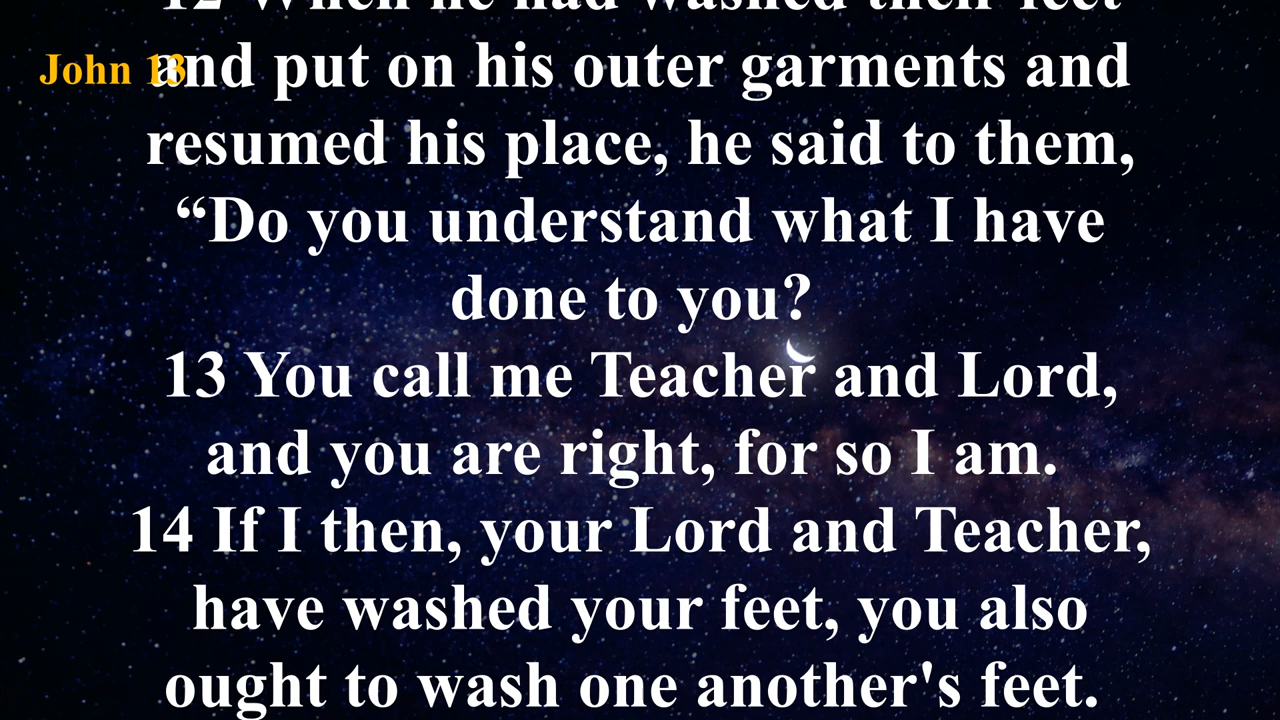 12 When he had washed their feet
John 13
and put on his outer garments and
resumed his place, he said to them,
“Do you understand what I have
done to you?
13 You call me Teacher and Lord,
and you are right, for so I am.
14 If I then, your Lord and Teacher,
have washed your feet, you also
ought to wash one another's feet.